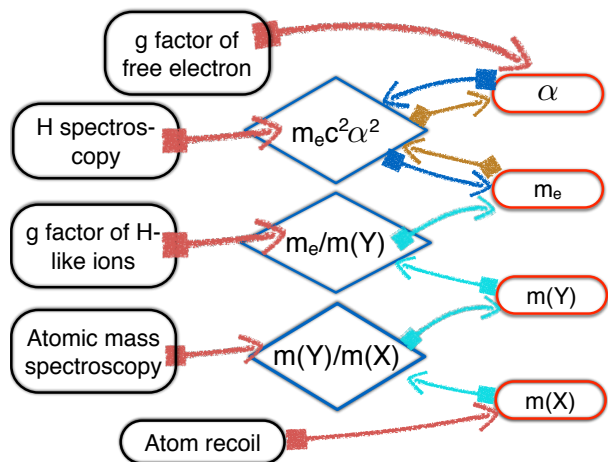 g factor of
free electron
α
H spectros-
copy
mₑc²α²
mₑ
g factor of H-
like ions
mₑ/m(Y)
m(Y)
Atomic mass
spectroscopy
m(Y)/m(X)
m(X)
Atom recoil